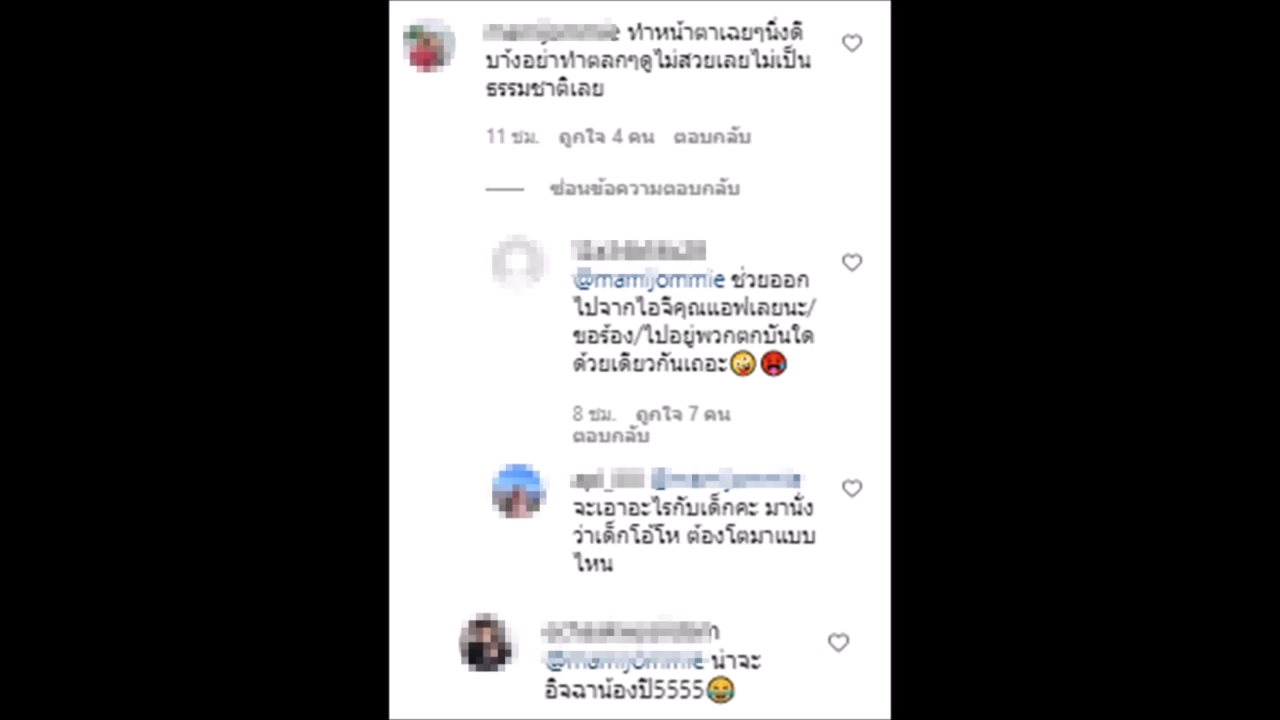 ทำหน้าตาเฉยๆนิ่งดี
บ้างอย่าทำตลกๆดูไม่สวยเลยไม่เป็น
ธรรมชาติเลย
11 ชม. ถูกใจ 4 คน ตอบกลับ
ซ่อนข้อความตอบกลับ
@mamijommie ช่วยออก
ไปจากไอจีคุณแอฟเลยนะ/
ขอร้อง/ไปอยู่พวกตกบันใด
ด้วยเดียวกันเถอะ🤪🥵
8 ชม. ถูกใจ 7 คน
ตอบกลับ
จะเอาอะไรกับเด็กคะ มานั่ง
ว่าเด็กโอ้โห ต้องโตมาแบบ
ไหน
@mamijommie น่าจะ
อิจฉาน้องปี5555😂